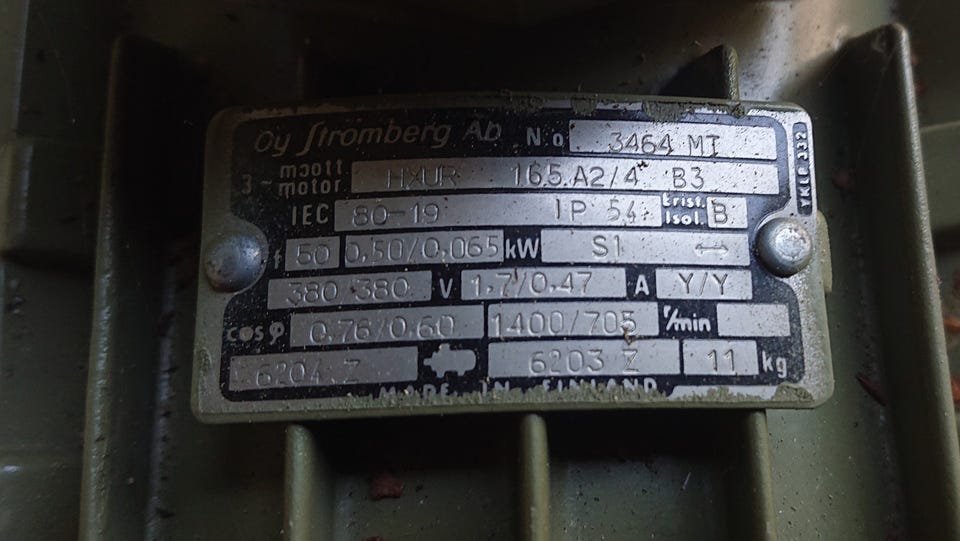 Oy Strömberg Ab No 3464 MT
3~ moott motor HXUR 165 A2/4 B3
IEC 80-19 IP 54 Erist. Isol. B
f 50 0,50/0,065 kW S1 ↔
380 380 V 1,7/0,47 A Y/Y
cos φ 0,76/0,60 1400/705 r/min
6204 Z 6203 Z 11 kg
MADE IN FINLAND
YKLP 332